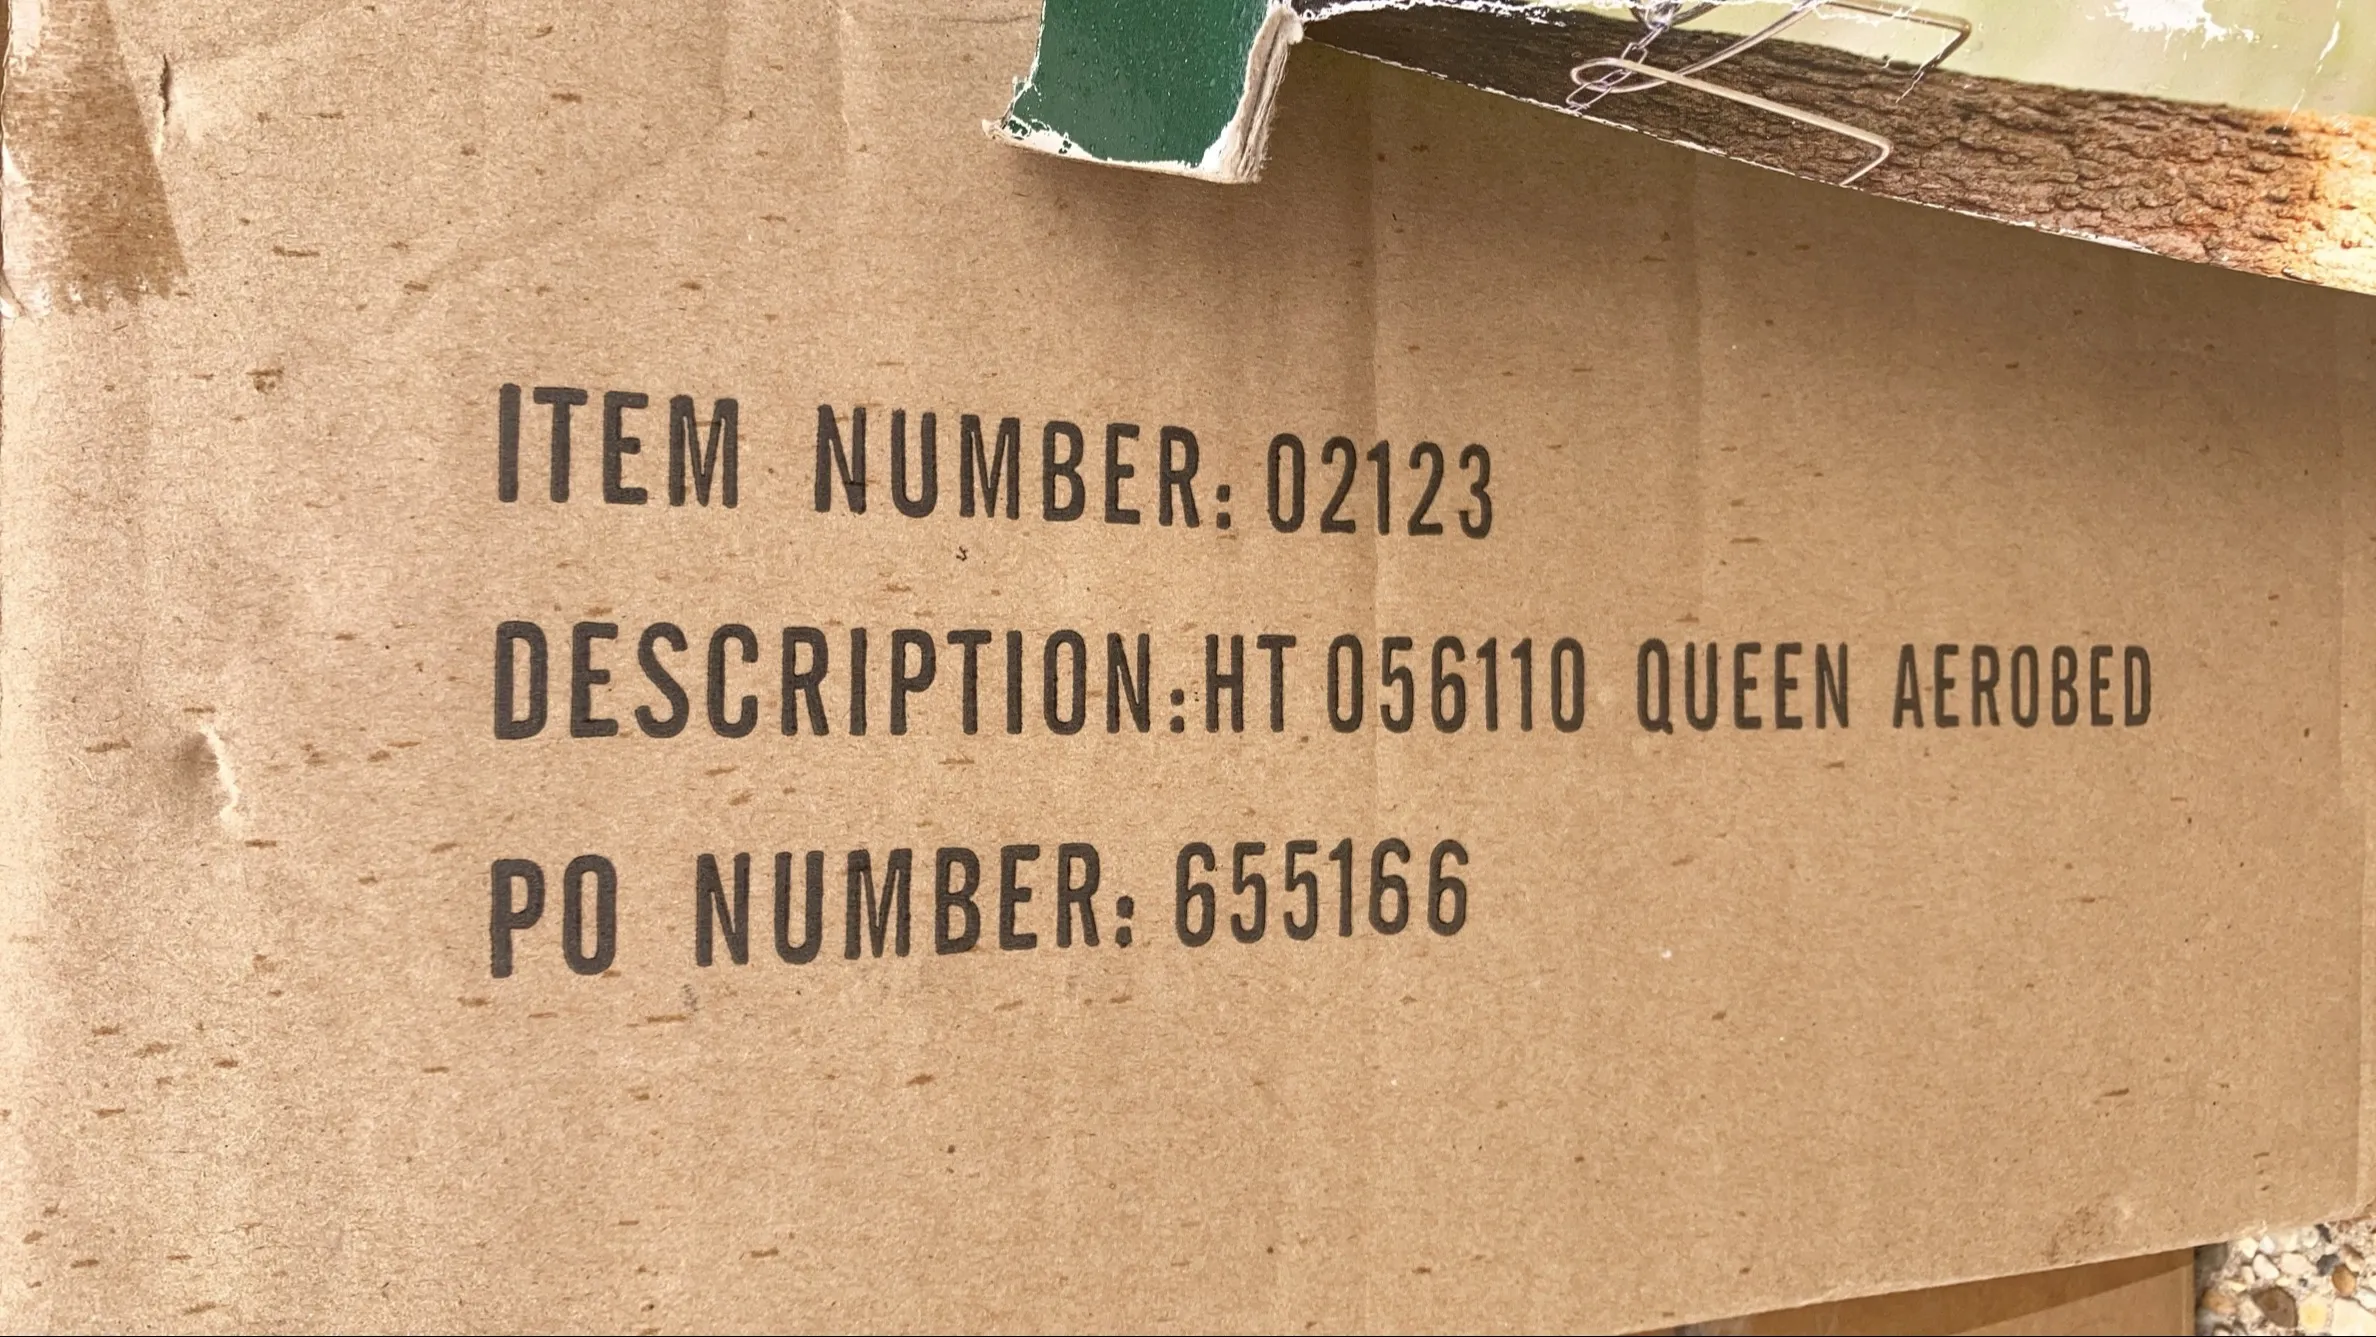 ITEM NUMBER: 02123
DESCRIPTION:HT 056110 QUEEN AEROBED
PO NUMBER: 655166